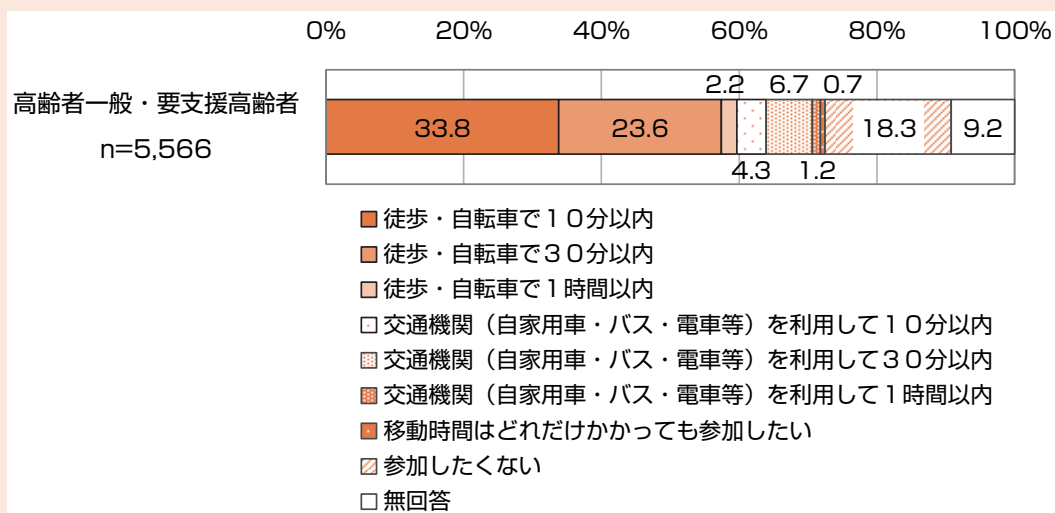 0% 20% 40% 60% 80% 100%
2.2 6.7 0.7
高齢者一般・要支援高齢者
n=5,566
33.8 23.6 18.3 9.2
4.3 1.2
徒歩・自転車で１０分以内
徒歩・自転車で３０分以内
徒歩・自転車で１時間以内
交通機関（自家用車・バス・電車等）を利用して１０分以内
交通機関（自家用車・バス・電車等）を利用して３０分以内
交通機関（自家用車・バス・電車等）を利用して１時間以内
移動時間はどれだけかかっても参加したい
参加したくない
無回答